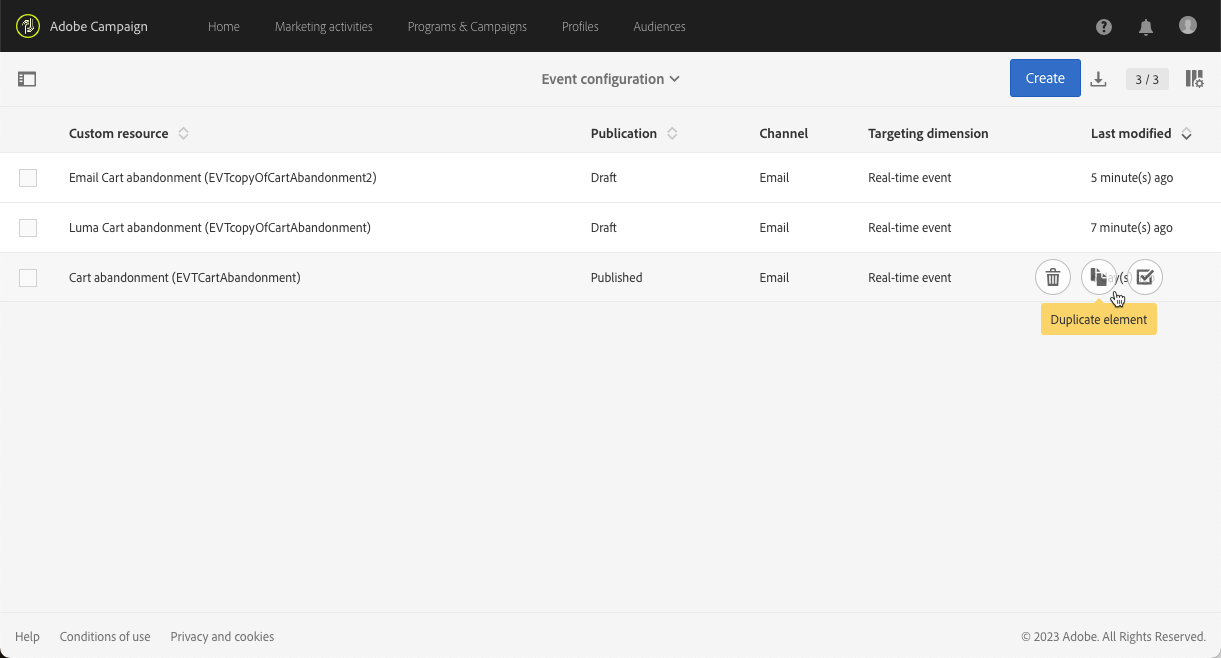 Adobe Campaign Home Marketing activities Programs & Campaigns Profiles Audiences
Event configuration Create 3 / 3
Custom resource Publication Channel Targeting dimension Last modified
Email Cart abandonment (EVTcopyOfCartAbandonment2) Draft Email Real-time event 5 minute(s) ago
Luma Cart abandonment (EVTcopyOfCartAbandonment) Draft Email Real-time event 7 minute(s) ago
Cart abandonment (EVTCartAbandonment) Published Email Real-time event
Duplicate element
Help Conditions of use Privacy and cookies © 2023 Adobe. All Rights Reserved.